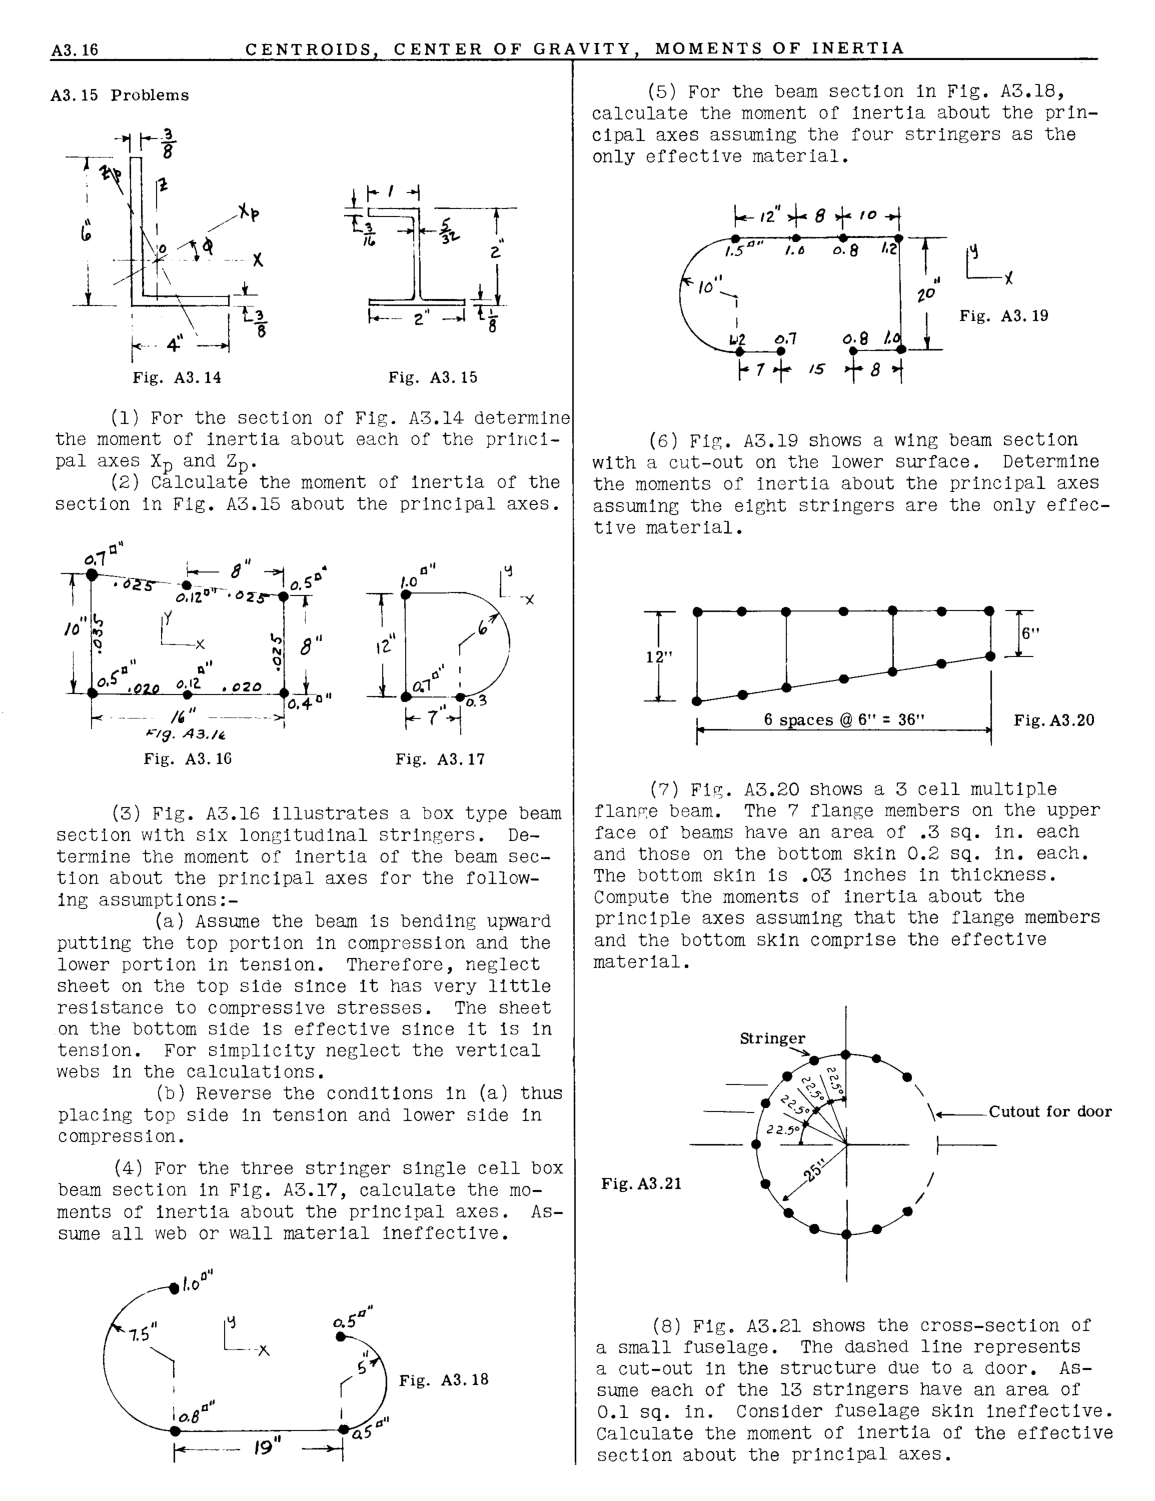 A3.16 CENTROIDS, CENTER OF GRAVITY, MOMENTS OF INERTIA
A3.15 Problems
3/8
Zp
Z
Xp
6"
O
Φ
X
3/8
4"
Fig. A3.14
1
3/16
5/32
2"
2"
1/8
Fig. A3.15
(1) For the section of Fig. A3.14 determine
the moment of inertia about each of the princi-
pal axes Xp and Zp.
(2) Calculate the moment of inertia of the
section in Fig. A3.15 about the principal axes.
0.7□"
8"
.025
0.12□"
.025
0.5□"
10"
.035
Y
X
.025
8"
0.5□"
.020
0.12□"
.020
0.4□"
16"
Fig. A3.16
Fig. A3.16
1.0□"
y
x
12"
6"
0.7□"
0.3
7"
Fig. A3.17
(3) Fig. A3.16 illustrates a box type beam
section with six longitudinal stringers. De-
termine the moment of inertia of the beam sec-
tion about the principal axes for the follow-
ing assumptions:-
(a) Assume the beam is bending upward
putting the top portion in compression and the
lower portion in tension. Therefore, neglect
sheet on the top side since it has very little
resistance to compressive stresses. The sheet
on the bottom side is effective since it is in
tension. For simplicity neglect the vertical
webs in the calculations.
(b) Reverse the conditions in (a) thus
placing top side in tension and lower side in
compression.
(4) For the three stringer single cell box
beam section in Fig. A3.17, calculate the mo-
ments of inertia about the principal axes. As-
sume all web or wall material ineffective.
1.0□"
7.5"
y
x
0.5□"
5"
0.8□"
0.5□"
19"
Fig. A3.18
(5) For the beam section in Fig. A3.18,
calculate the moment of inertia about the prin-
cipal axes assuming the four stringers as the
only effective material.
12" 8 10
1.5□" 1.0 0.8 1.2
10"
20"
y
x
Fig. A3.19
0.7 0.8 1.0
7 15 8
(6) Fig. A3.19 shows a wing beam section
with a cut-out on the lower surface. Determine
the moments of inertia about the principal axes
assuming the eight stringers are the only effec-
tive material.
12"
6"
6 spaces @ 6" = 36"
Fig. A3.20
(7) Fig. A3.20 shows a 3 cell multiple
flange beam. The 7 flange members on the upper
face of beams have an area of .3 sq. in. each
and those on the bottom skin 0.2 sq. in. each.
The bottom skin is .03 inches in thickness.
Compute the moments of inertia about the
principle axes assuming that the flange members
and the bottom skin comprise the effective
material.
Stringer
22.5°
22.5°
22.5°
22.5°
Cutout for door
25"
Fig. A3.21
(8) Fig. A3.21 shows the cross-section of
a small fuselage. The dashed line represents
a cut-out in the structure due to a door. As-
sume each of the 13 stringers have an area of
0.1 sq. in. Consider fuselage skin ineffective.
Calculate the moment of inertia of the effective
section about the principal axes.